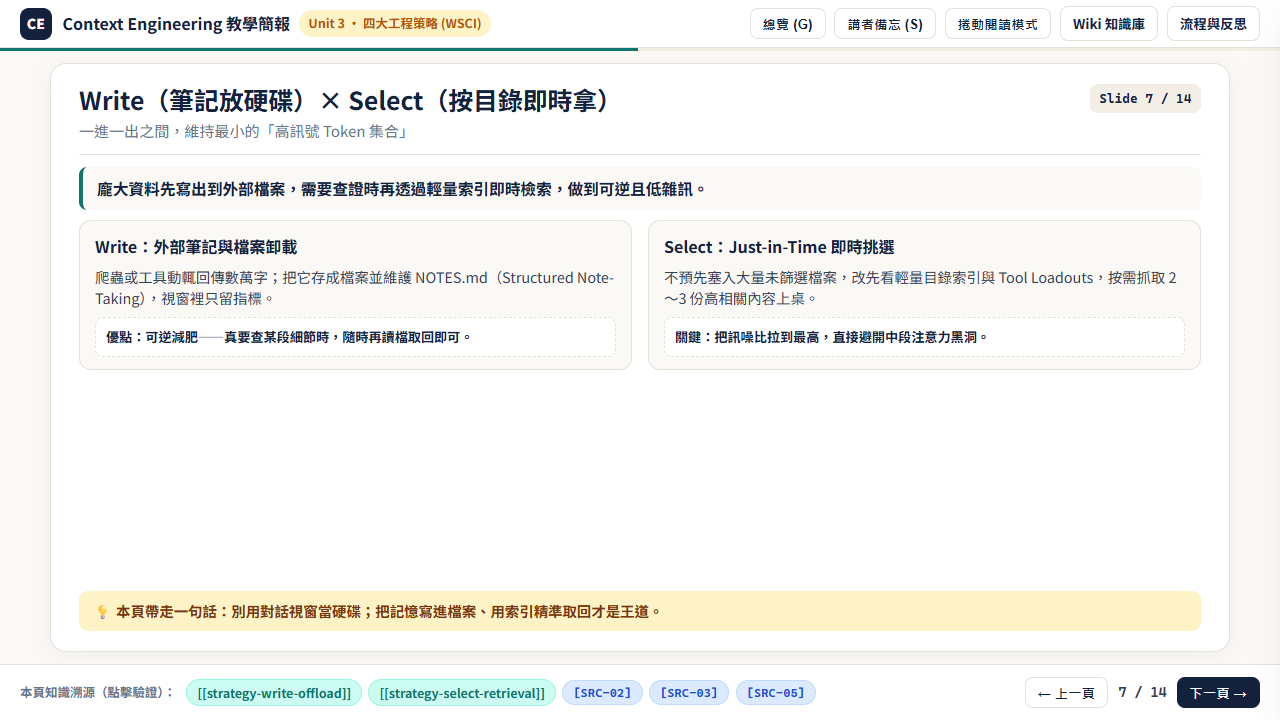 CE Context Engineering 教學簡報 Unit 3 · 四大工程策略 (WSCI) 總覽 (G) 講者備忘 (S) 捲動閱讀模式 Wiki 知識庫 流程與反思
Write（筆記放硬碟）× Select（按目錄即時拿） Slide 7 / 14
一進一出之間，維持最小的「高訊號 Token 集合」
龐大資料先寫出到外部檔案，需要查證時再透過輕量索引即時檢索，做到可逆且低雜訊。
Write：外部筆記與檔案卸載
爬蟲或工具動輒回傳數萬字；把它存成檔案並維護 NOTES.md（Structured Note-
Taking），視窗裡只留指標。
優點：可逆減肥——真要查某段細節時，隨時再讀檔取回即可。
Select：Just-in-Time 即時挑選
不預先塞入大量未篩選檔案，改先看輕量目錄索引與 Tool Loadouts，按需抓取 2
～3 份高相關內容上桌。
關鍵：把訊噪比拉到最高，直接避開中段注意力黑洞。
💡 本頁帶走一句話：別用對話視窗當硬碟；把記憶寫進檔案、用索引精準取回才是王道。
本頁知識溯源（點擊驗證）： [[strategy-write-offload]] [[strategy-select-retrieval]] [SRC-02] [SRC-03] [SRC-05] ← 上一頁 7 / 14 下一頁 →